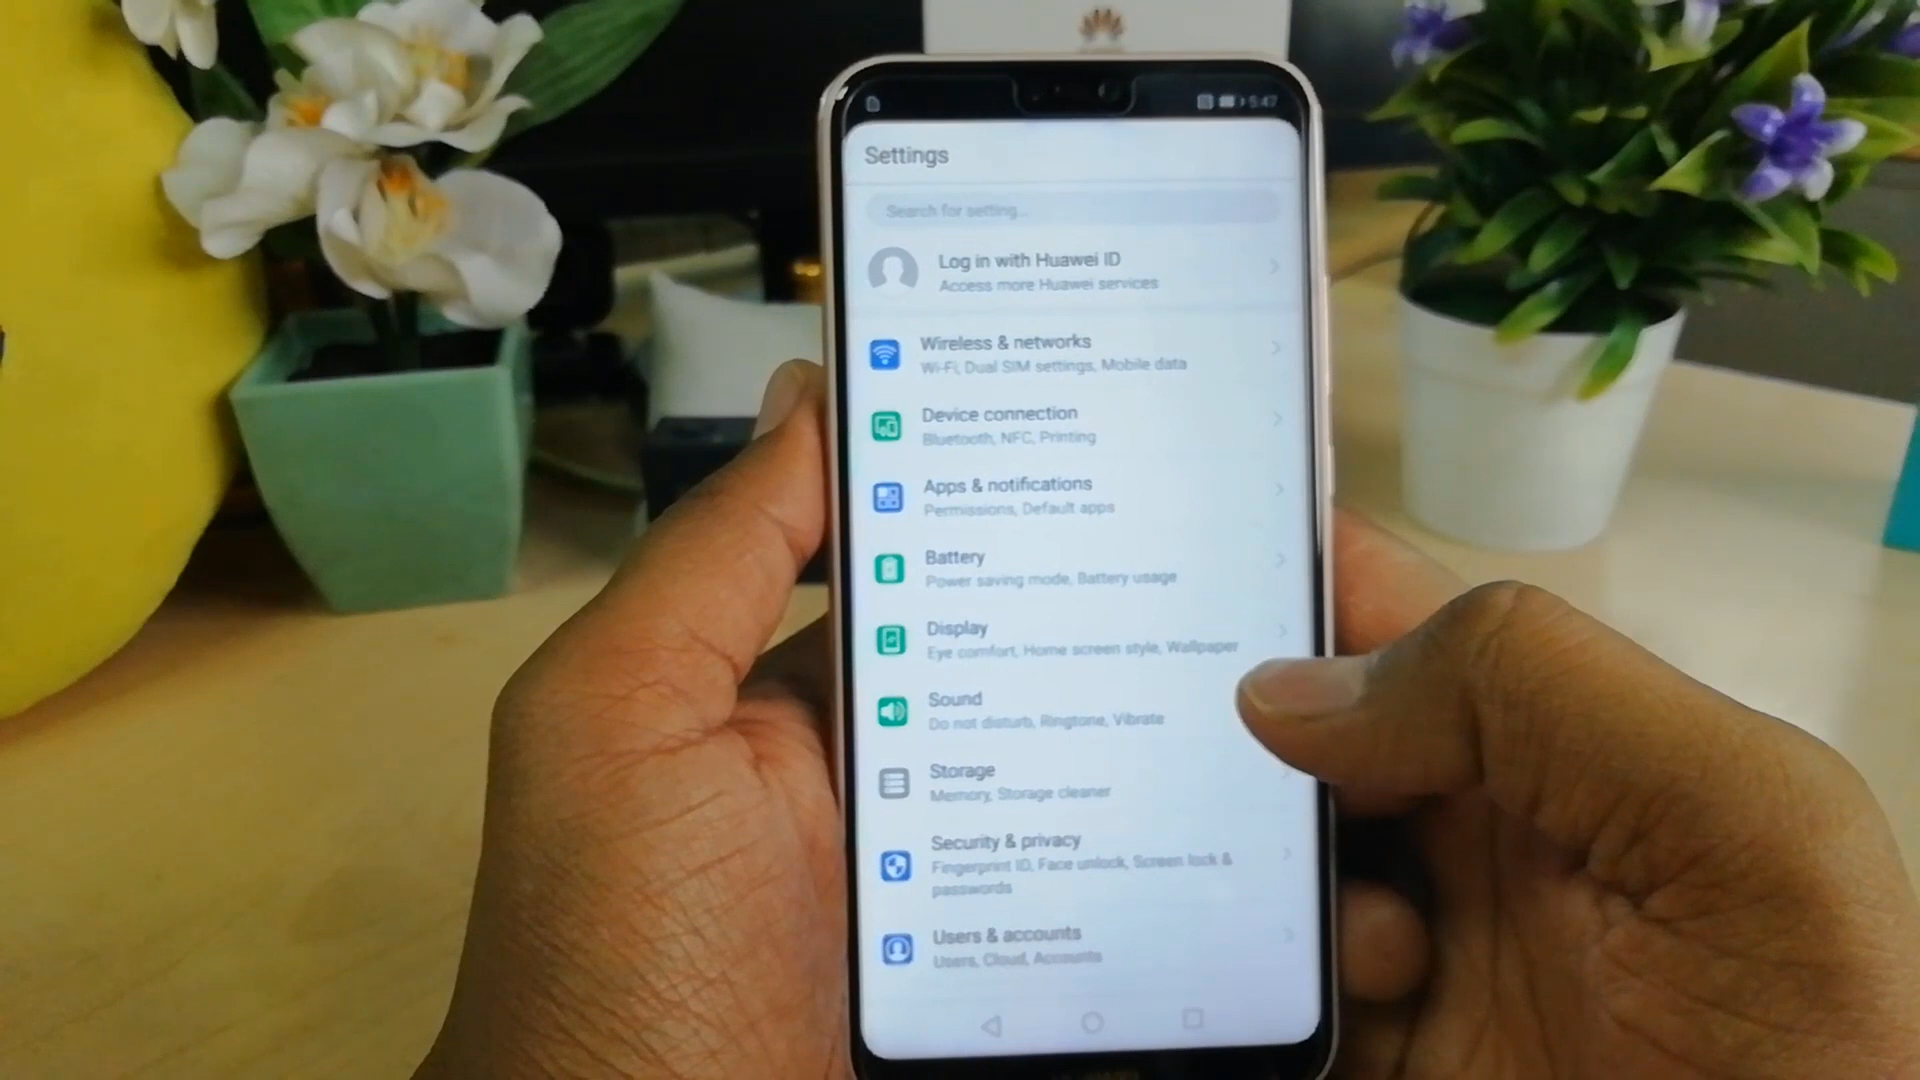 5:47
Settings
Search for setting...
Log in with Huawei ID
Access more Huawei services
Wireless & networks
Wi-Fi, Dual SIM settings, Mobile data
Device connection
Bluetooth, NFC, Printing
Apps & notifications
Permissions, Default apps
Battery
Power saving mode, Battery usage
Display
Eye comfort, Home screen style, Wallpaper
Sound
Do not disturb, Ringtone, Vibrate
Storage
Memory, Storage cleaner
Security & privacy
Fingerprint ID, Face unlock, Screen lock &
passwords
Users & accounts
Users, Cloud, Accounts